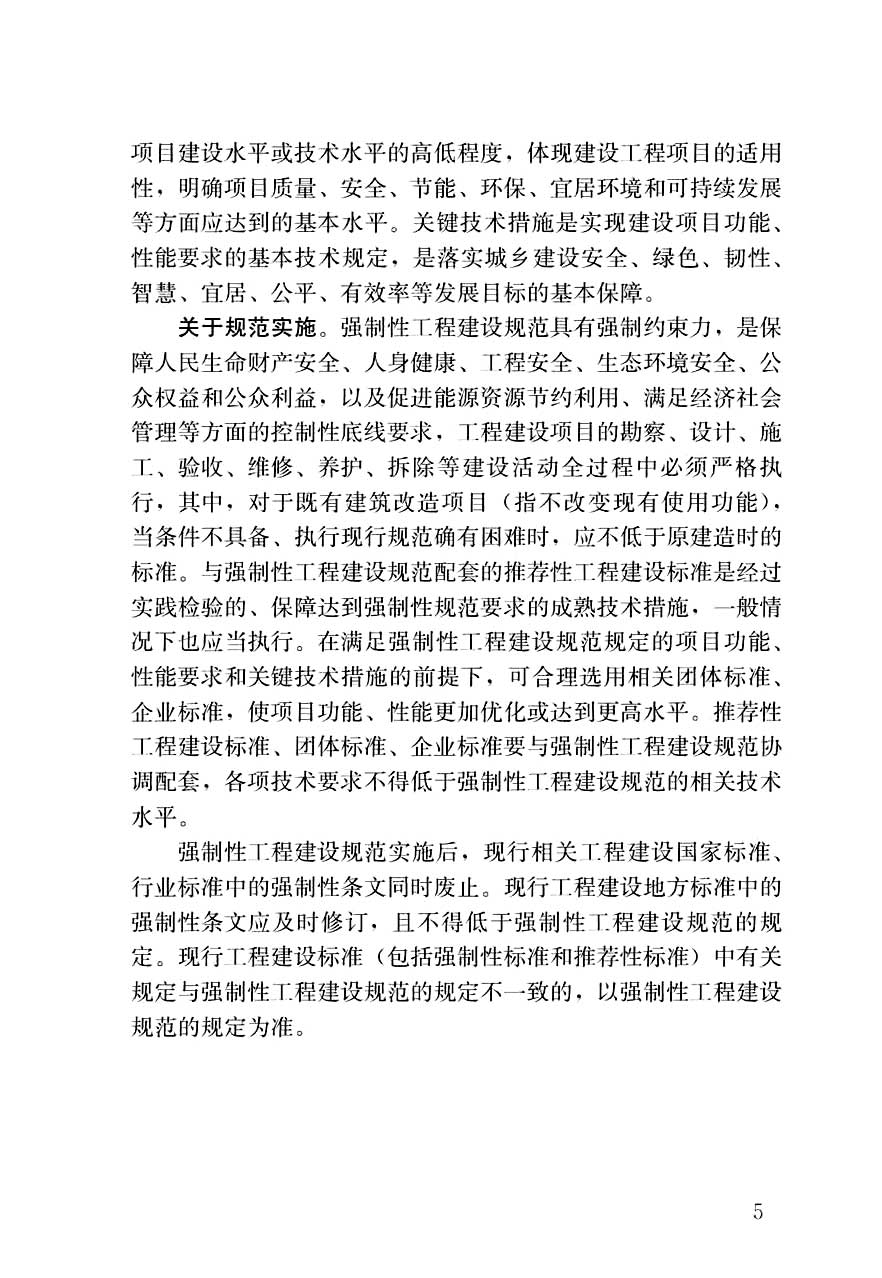 项目建设水平或技术水平的高低程度，体现建设工程项目的适用
性，明确项目质量、安全、节能、环保、宜居环境和可持续发展
等方面应达到的基本水平。关键技术措施是实现建设项目功能、
性能要求的基本技术规定，是落实城乡建设安全、绿色、韧性、
智慧、宜居、公平、有效率等发展目标的基本保障。
关于规范实施。强制性工程建设规范具有强制约束力，是保
障人民生命财产安全、人身健康、工程安全、生态环境安全、公
众权益和公众利益，以及促进能源资源节约利用、满足经济社会
管理等方面的控制性底线要求，工程建设项目的勘察、设计、施
工、验收、维修、养护、拆除等建设活动全过程中必须严格执
行，其中，对于既有建筑改造项目（指不改变现有使用功能），
当条件不具备、执行现行规范确有困难时，应不低于原建造时的
标准。与强制性工程建设规范配套的推荐性工程建设标准是经过
实践检验的、保障达到强制性规范要求的成熟技术措施，一般情
况下也应当执行。在满足强制性工程建设规范规定的项目功能、
性能要求和关键技术措施的前提下，可合理选用相关团体标准、
企业标准，使项目功能、性能更加优化或达到更高水平。推荐性
工程建设标准、团体标准、企业标准要与强制性工程建设规范协
调配套，各项技术要求不得低于强制性工程建设规范的相关技术
水平。
强制性工程建设规范实施后，现行相关工程建设国家标准、
行业标准中的强制性条文同时废止。现行工程建设地方标准中的
强制性条文应及时修订，且不得低于强制性工程建设规范的规
定。现行工程建设标准（包括强制性标准和推荐性标准）中有关
规定与强制性工程建设规范的规定不一致的，以强制性工程建设
规范的规定为准。
5